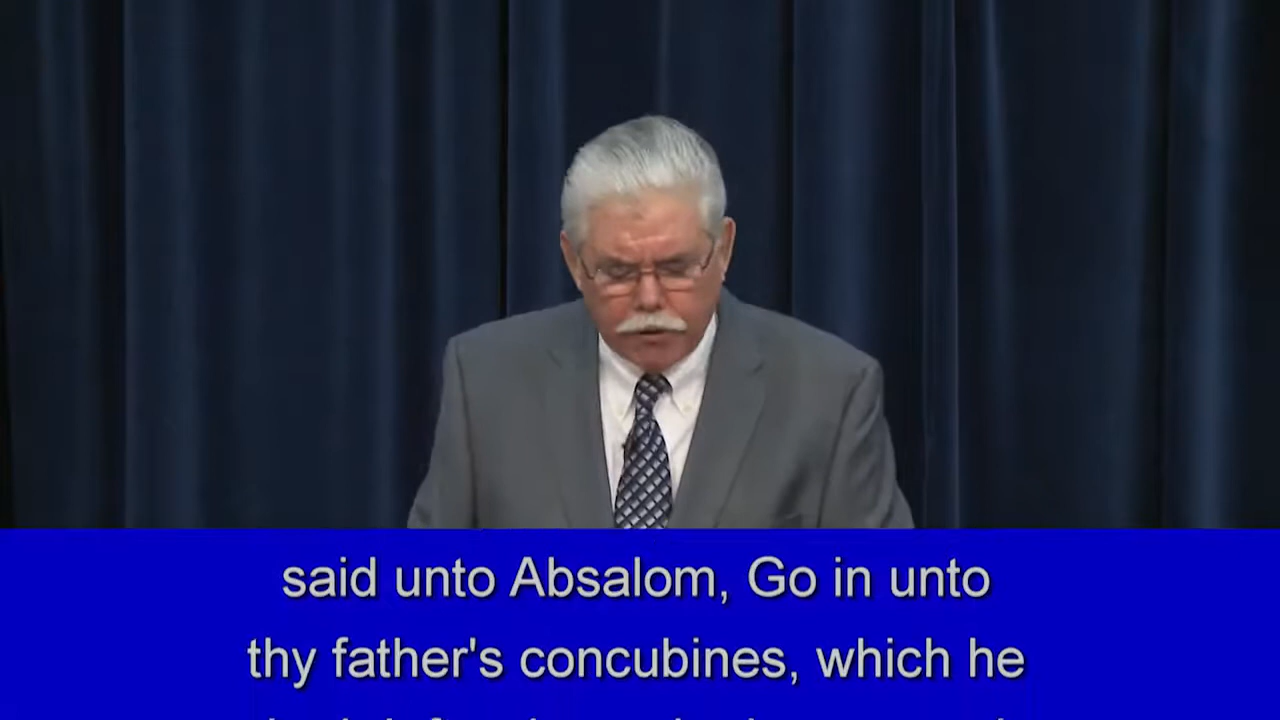 said unto Absalom, Go in unto
thy father's concubines, which he